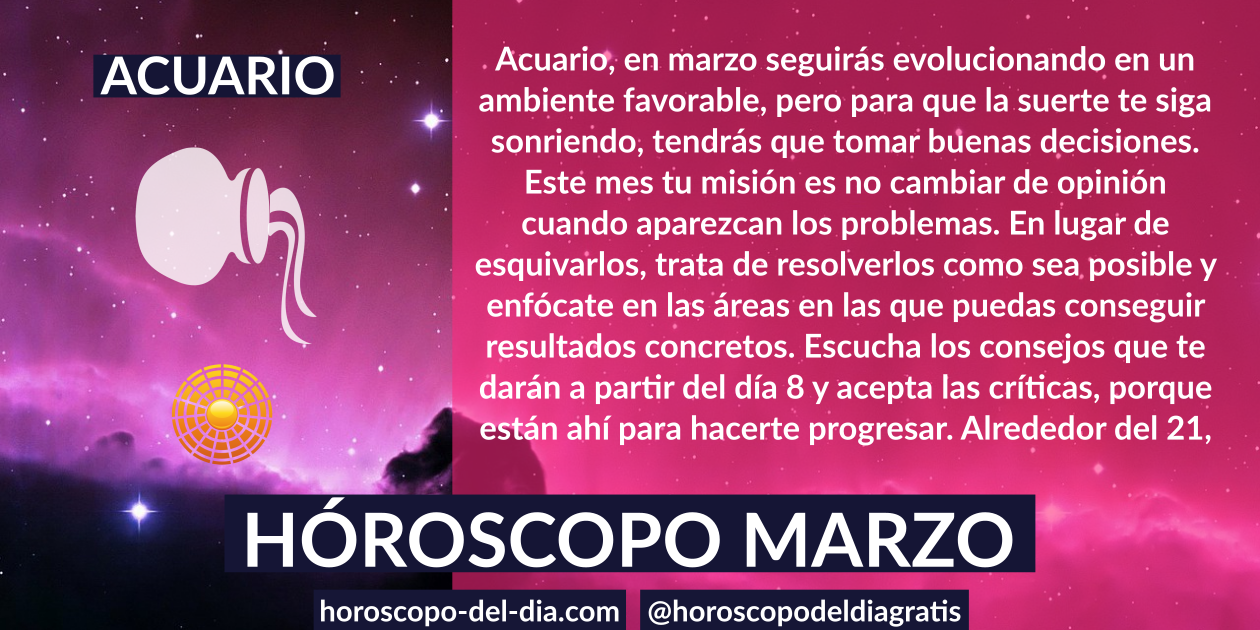 ACUARIO
Acuario, en marzo seguirás evolucionando en un
ambiente favorable, pero para que la suerte te siga
sonriendo, tendrás que tomar buenas decisiones.
Este mes tu misión es no cambiar de opinión
cuando aparezcan los problemas. En lugar de
esquivarlos, trata de resolverlos como sea posible y
enfócate en las áreas en las que puedas conseguir
resultados concretos. Escucha los consejos que te
darán a partir del día 8 y acepta las críticas, porque
están ahí para hacerte progresar. Alrededor del 21,
HÓROSCOPO MARZO
horoscopo-del-dia.com
@horoscopodeldiagratis